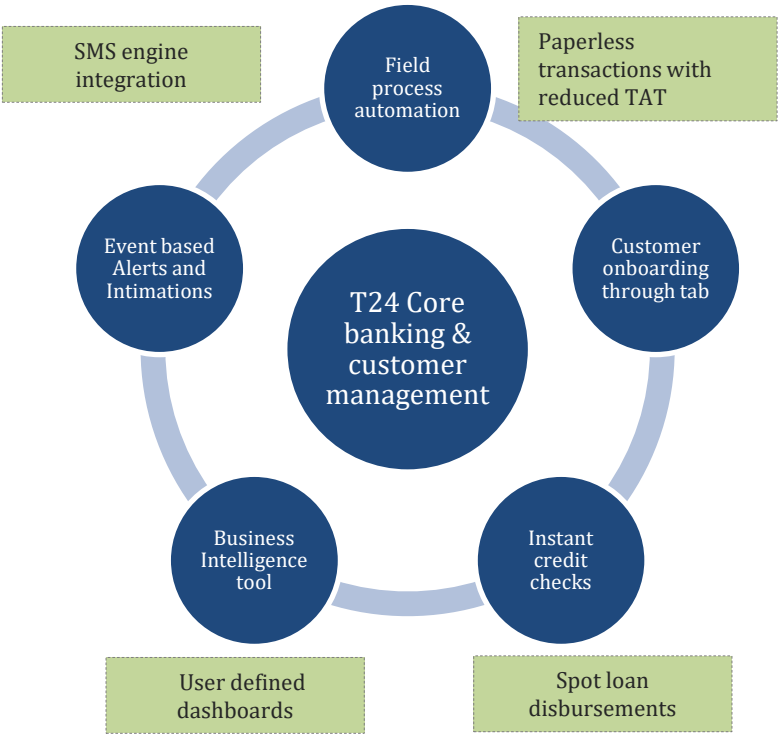 SMS engine
integration
Field
process
automation
Paperless
transactions with
reduced TAT
Event based
Alerts and
Intimations
Customer
onboarding
through tab
T24 Core
banking &
customer
management
Business
Intelligence
tool
Instant
credit
checks
User defined
dashboards
Spot loan
disbursements